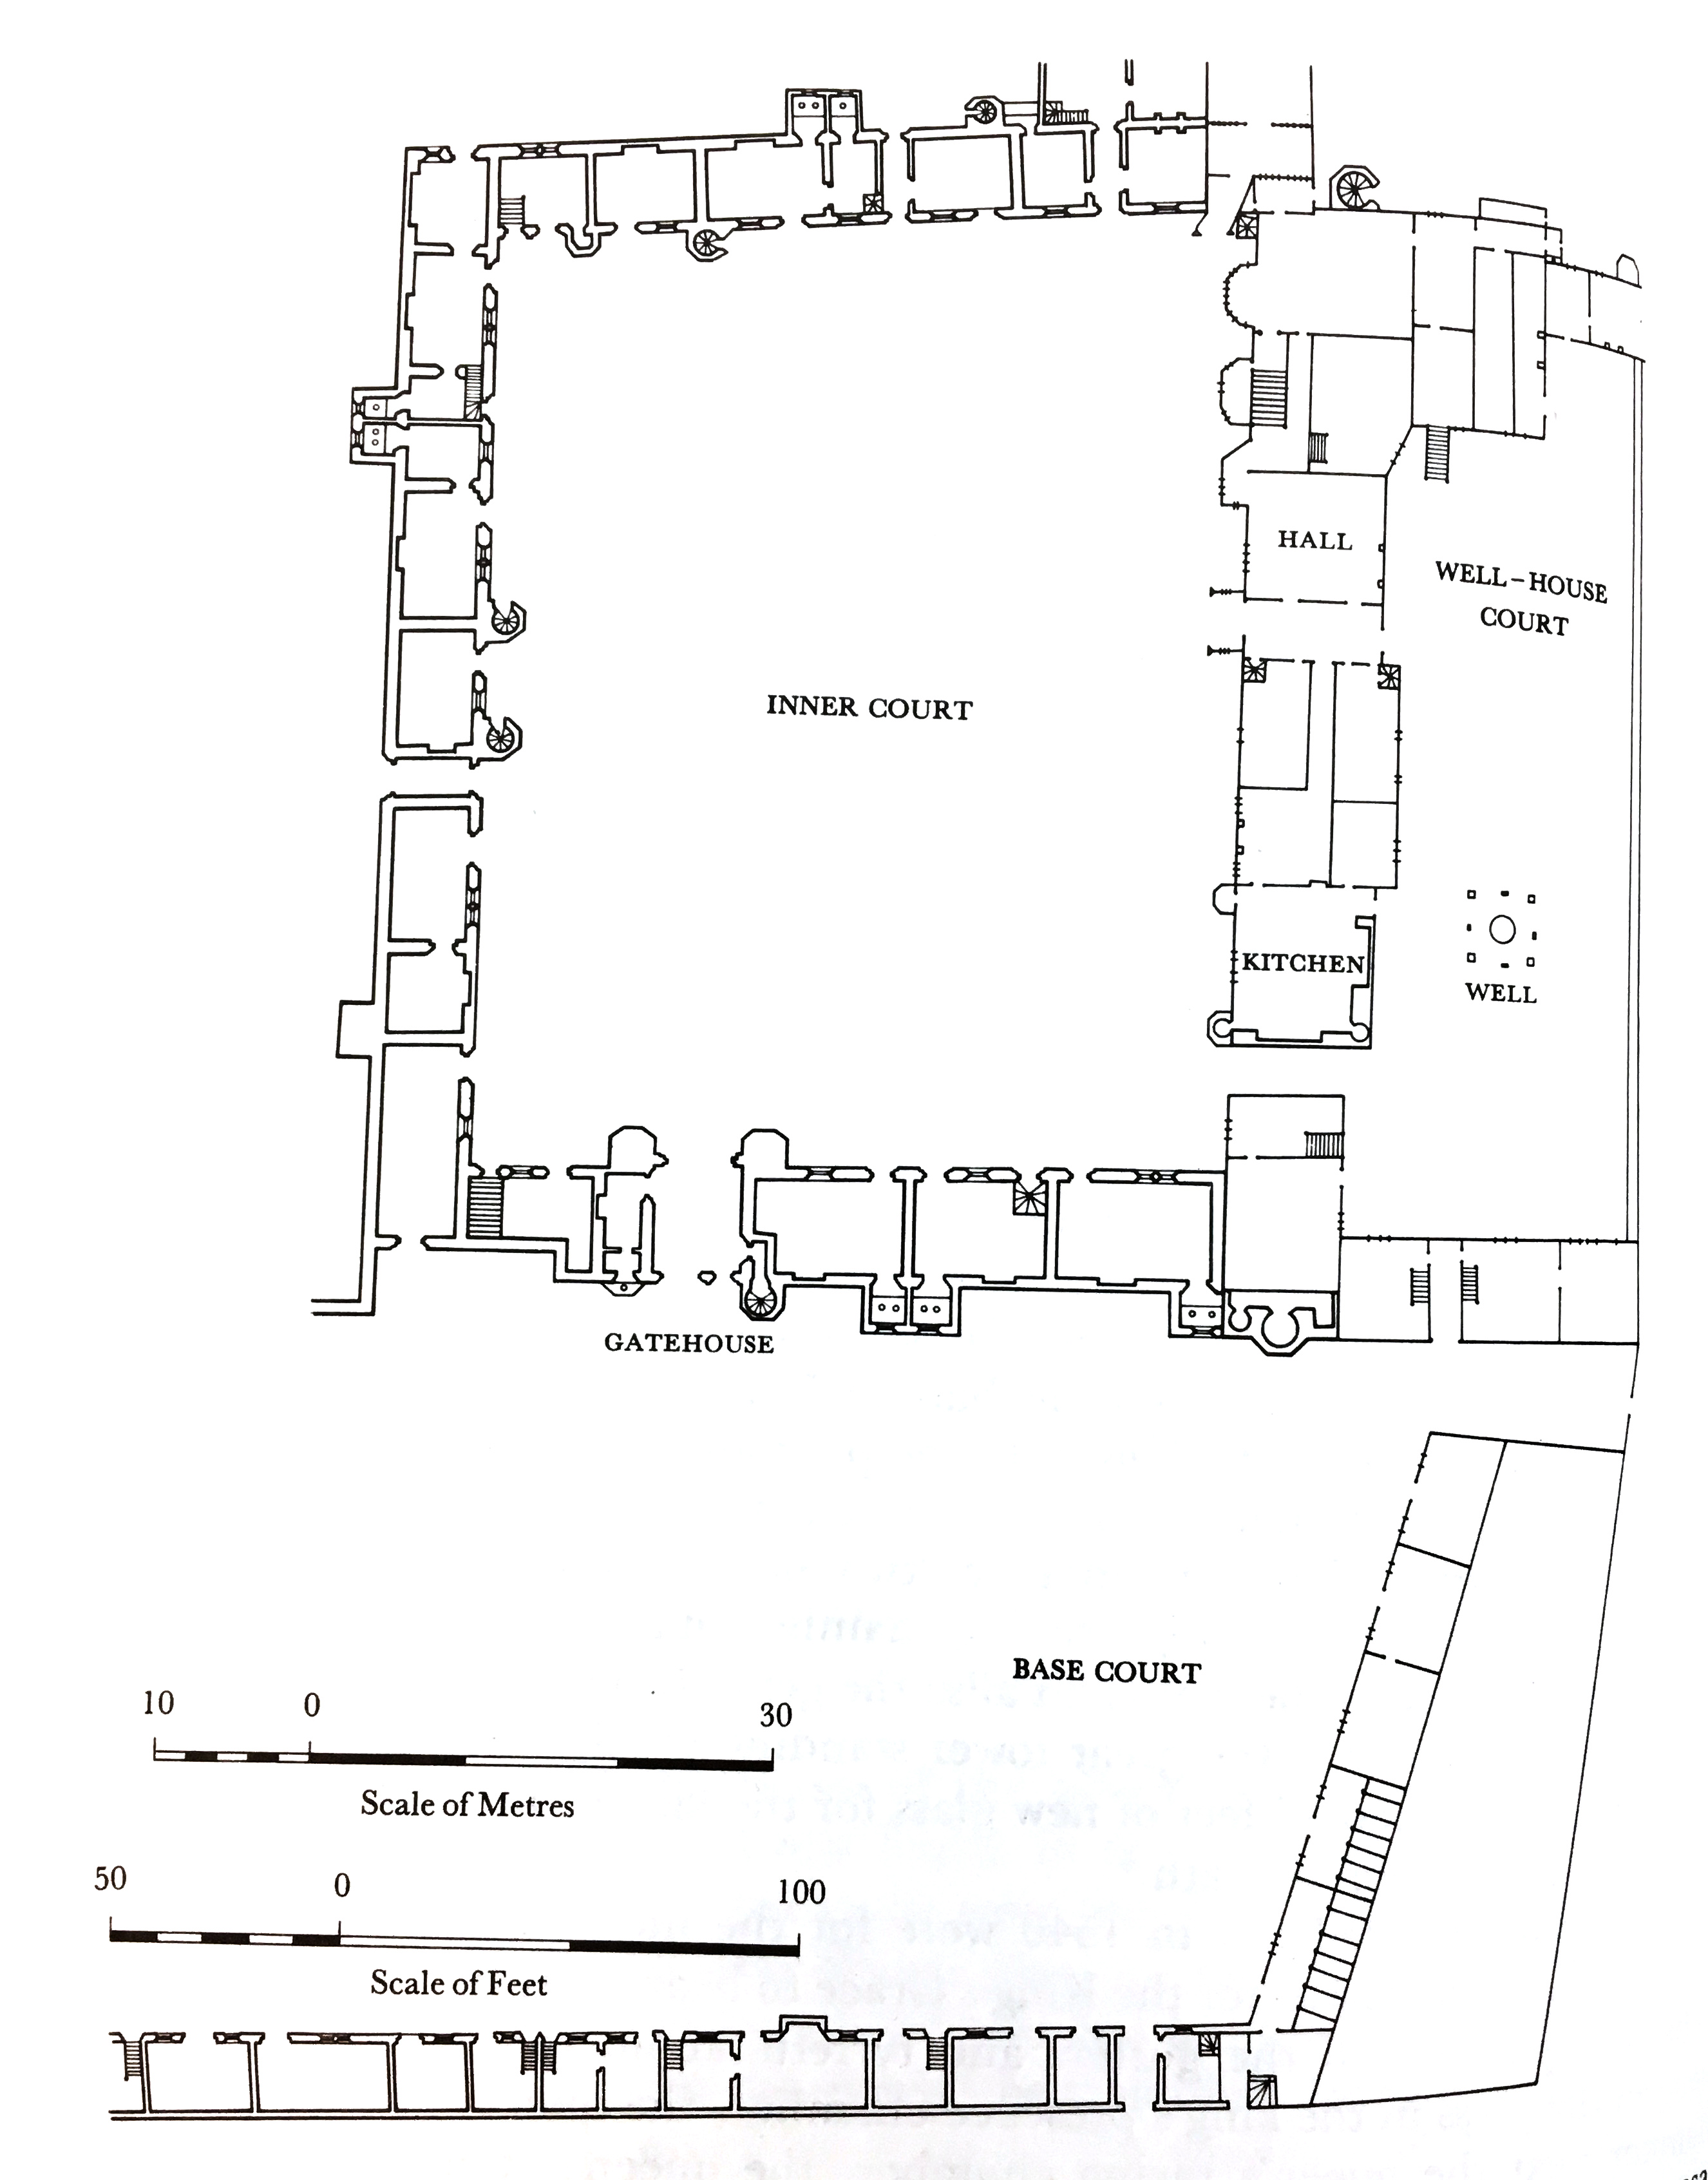 HALL
WELL-HOUSE
COURT
INNER COURT
KITCHEN
WELL
GATEHOUSE
BASE COURT
10 0 30
Scale of Metres
50 0 100
Scale of Feet